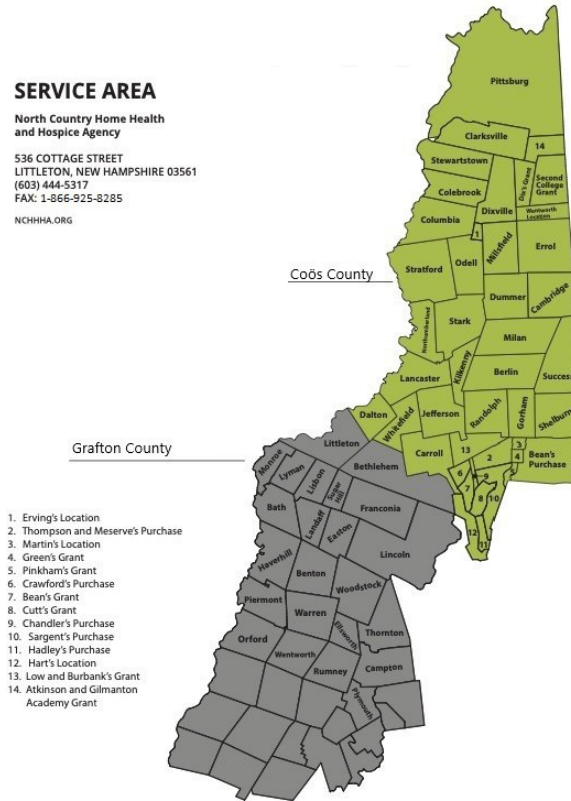 SERVICE AREA
North Country Home Health
and Hospice Agency
536 COTTAGE STREET
LITTLETON, NEW HAMPSHIRE 03561
(603) 444-5317
FAX: 1-866-925-8285
NCHHHA.ORG
Coös County
Grafton County
Pittsburg
Clarksville
14
Stewartstown
Dix's Grant
Second
College
Grant
Colebrook
Dixville
Wentworth
Location
Columbia
1
Millsfield
Errol
Stratford
Odell
Dummer
Cambridge
Northumberland
Stark
Milan
Kilkenny
Berlin
Success
Lancaster
Dalton
Whitefield
Jefferson
Randolph
Gorham
Shelburn
Carroll
13
2
3
4
Bean's
Purchase
5
6
9
7
8
10
12
11
Littleton
Bethlehem
Monroe
Lyman
Lisbon
Sugar
Hill
Franconia
Bath
Landaff
Easton
Lincoln
Haverhill
Benton
Woodstock
Piermont
Warren
Ellsworth
Thornton
Orford
Wentworth
Rumney
Campton
Plymouth
1. Erving's Location
2. Thompson and Meserve's Purchase
3. Martin's Location
4. Green's Grant
5. Pinkham's Grant
6. Crawford's Purchase
7. Bean's Grant
8. Cutt's Grant
9. Chandler's Purchase
10. Sargent's Purchase
11. Hadley's Purchase
12. Hart's Location
13. Low and Burbank's Grant
14. Atkinson and Gilmanton
Academy Grant